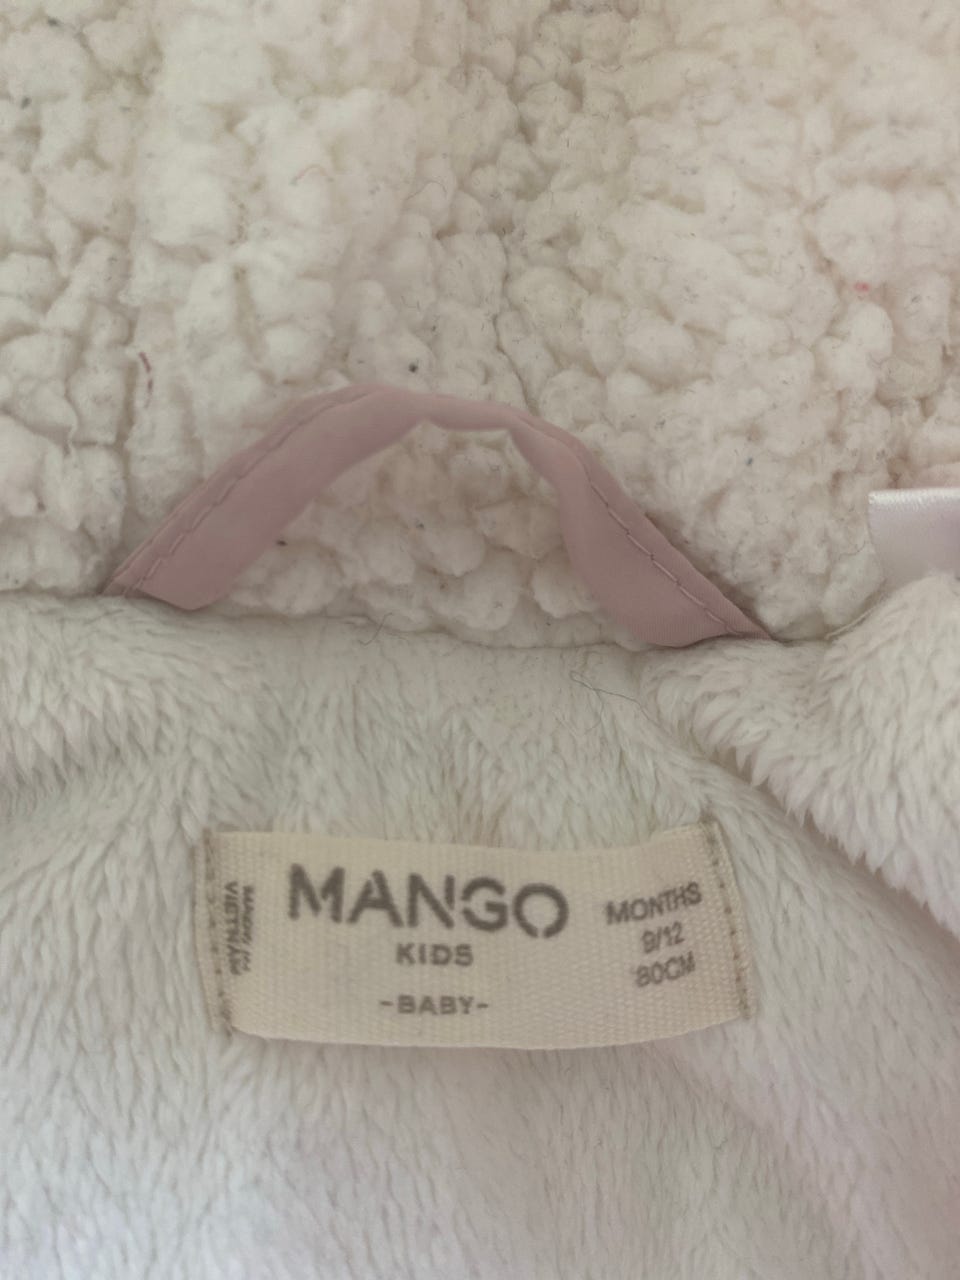 MANGO
KIDS
-BABY-
MONTHS
9/12
80CM
MADE IN
VIETNAM